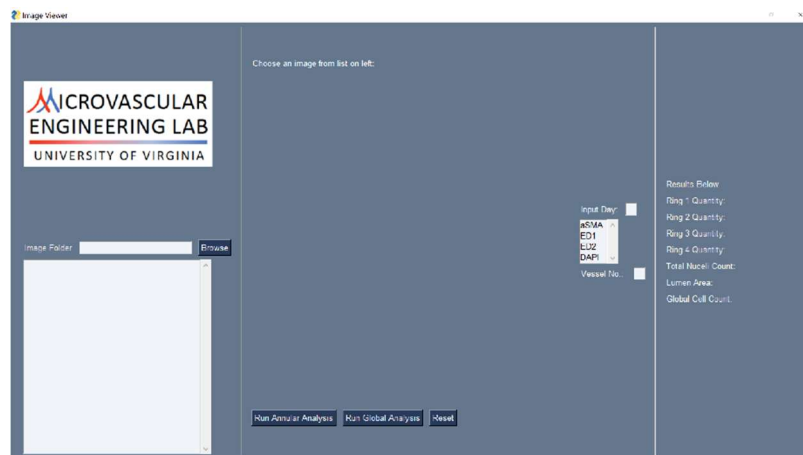 Image Viewer
MICROVASCULAR
ENGINEERING LAB
UNIVERSITY OF VIRGINIA
Image Folder
Browse
Choose an image from list on left:
Input Day:
aSMA
ED1
ED2
DAPI
Vessel No.:
Run Annular Analysis
Run Global Analysis
Reset
Results Below
Ring 1 Quantity:
Ring 2 Quantity:
Ring 3 Quantity:
Ring 4 Quantity:
Total Nuceli Count:
Lumen Area:
Global Cell Count: